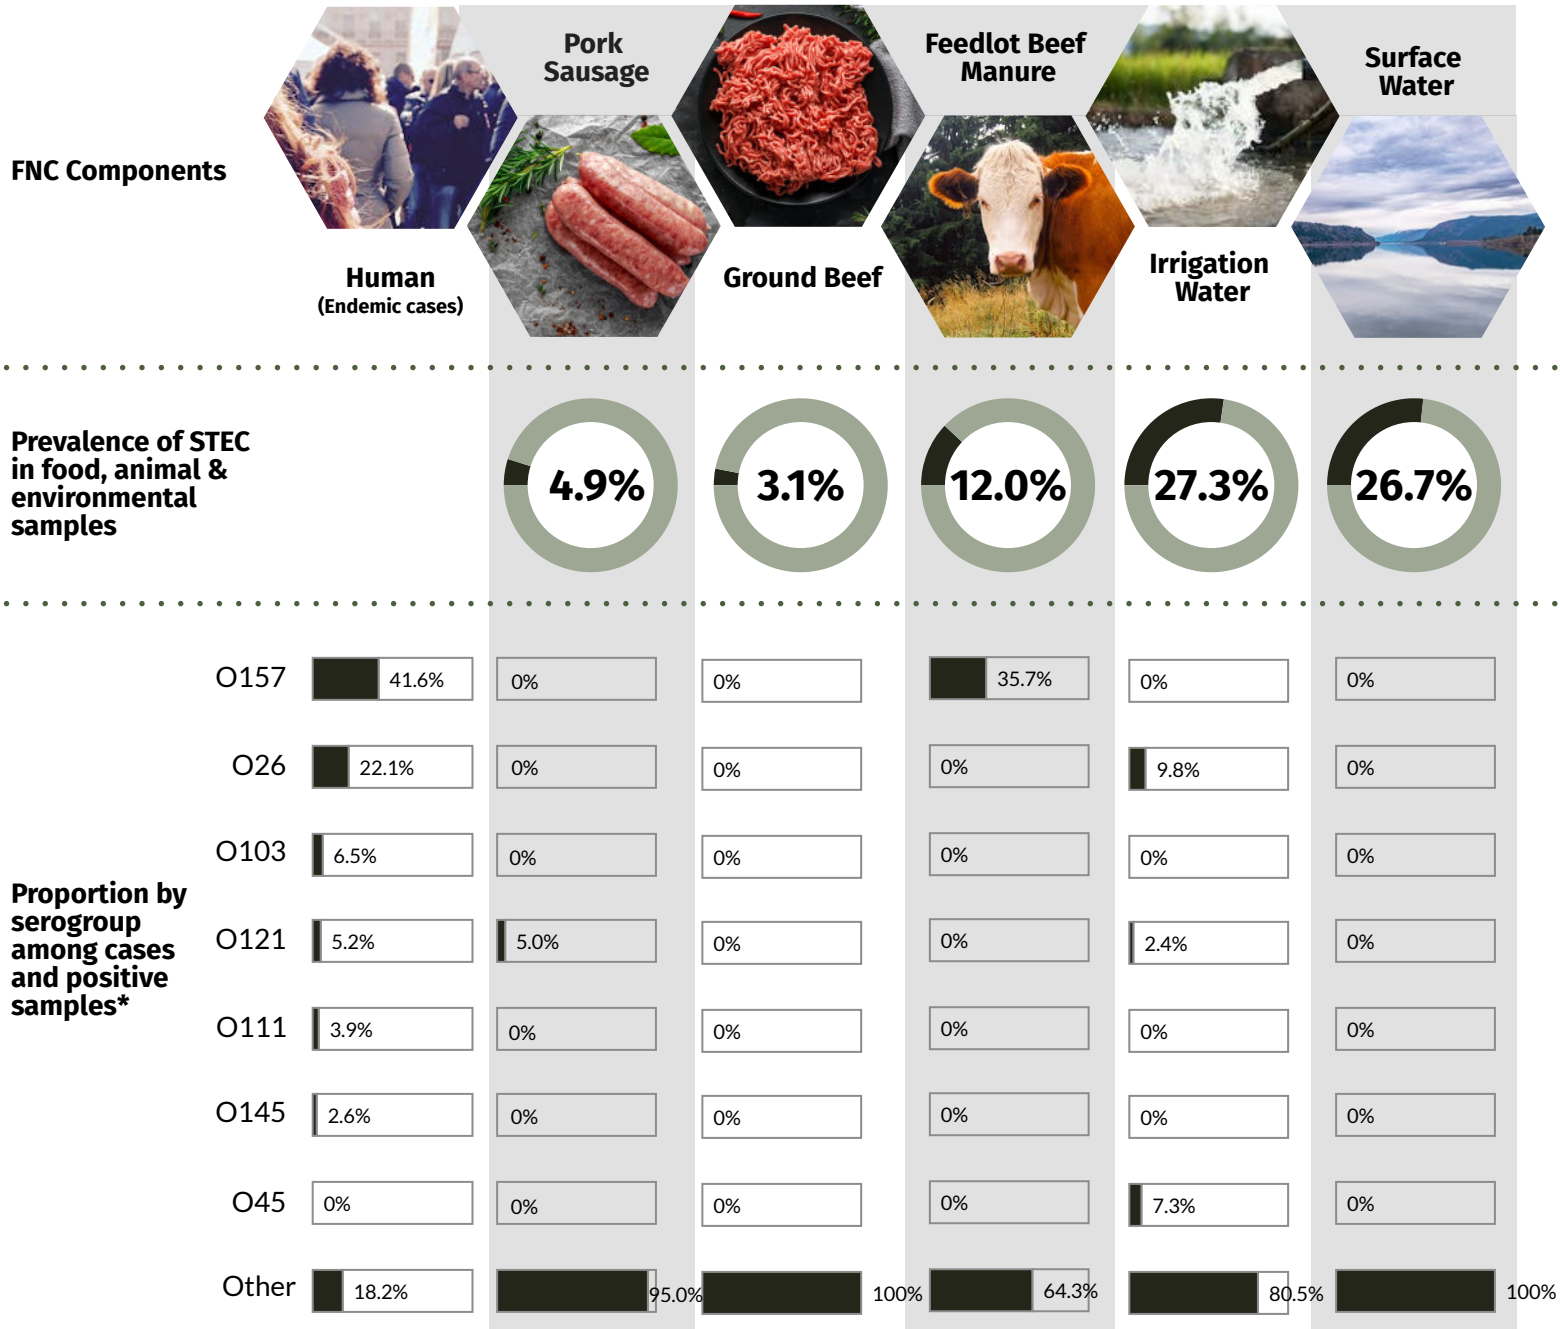 Pork
Sausage
Feedlot Beef
Manure
Surface
Water
FNC Components
Human
(Endemic cases)
Ground Beef
Irrigation
Water
Prevalence of STEC
in food, animal &
environmental
samples
4.9%
3.1%
12.0%
27.3%
26.7%
Proportion by
serogroup
among cases
and positive
samples*
O157 41.6% 0% 0% 35.7% 0% 0%
O26 22.1% 0% 0% 0% 9.8% 0%
O103 6.5% 0% 0% 0% 0% 0%
O121 5.2% 5.0% 0% 0% 2.4% 0%
O111 3.9% 0% 0% 0% 0% 0%
O145 2.6% 0% 0% 0% 0% 0%
O45 0% 0% 0% 0% 7.3% 0%
Other 18.2% 95.0% 100% 64.3% 80.5% 100%